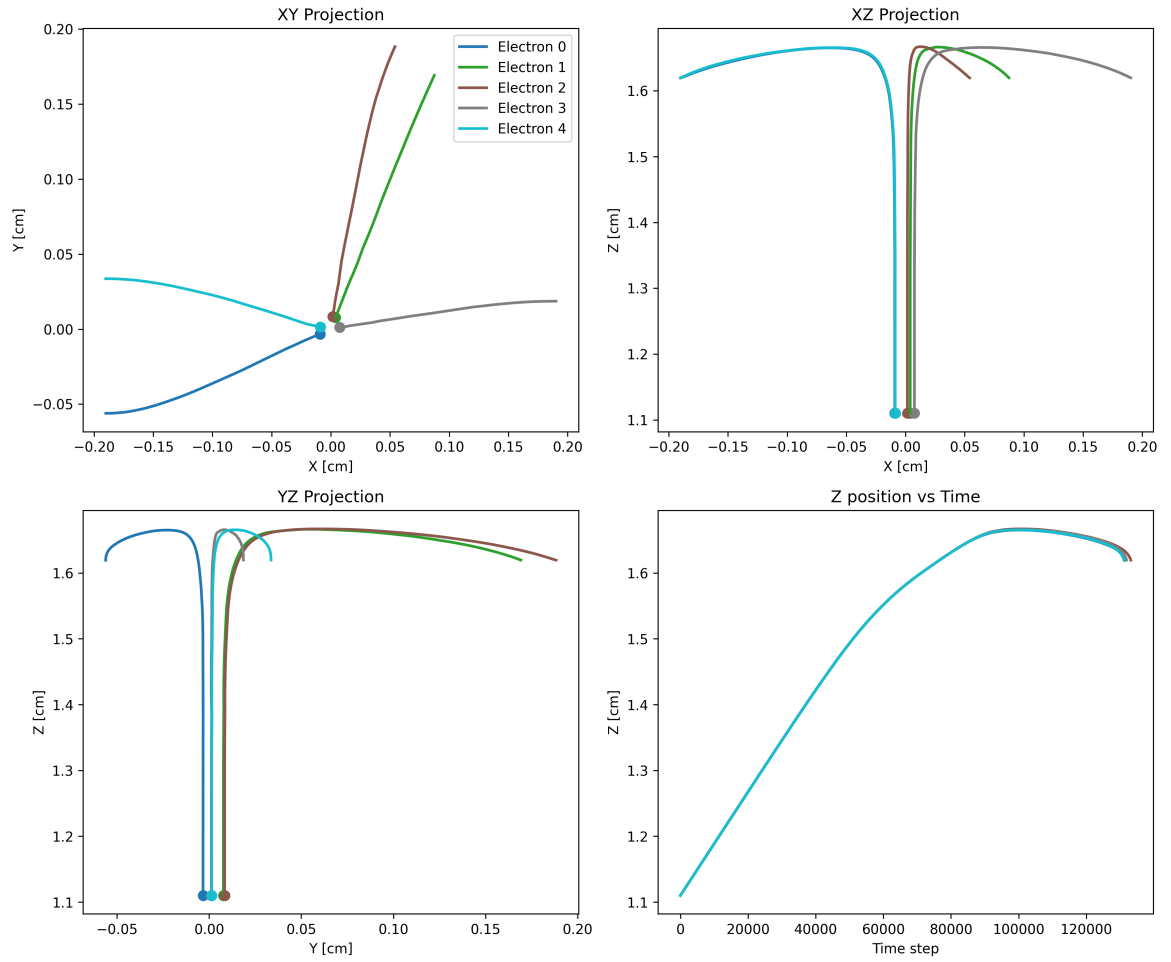 XY Projection
0.20
0.15
0.10
0.05
0.00
−0.05
Y [cm]
−0.20 −0.15 −0.10 −0.05 0.00 0.05 0.10 0.15 0.20
X [cm]
Electron 0
Electron 1
Electron 2
Electron 3
Electron 4
XZ Projection
1.6
1.5
1.4
1.3
1.2
1.1
Z [cm]
−0.20 −0.15 −0.10 −0.05 0.00 0.05 0.10 0.15 0.20
X [cm]
YZ Projection
1.6
1.5
1.4
1.3
1.2
1.1
Z [cm]
−0.05 0.00 0.05 0.10 0.15 0.20
Y [cm]
Z position vs Time
1.6
1.5
1.4
1.3
1.2
1.1
Z [cm]
0 20000 40000 60000 80000 100000 120000
Time step